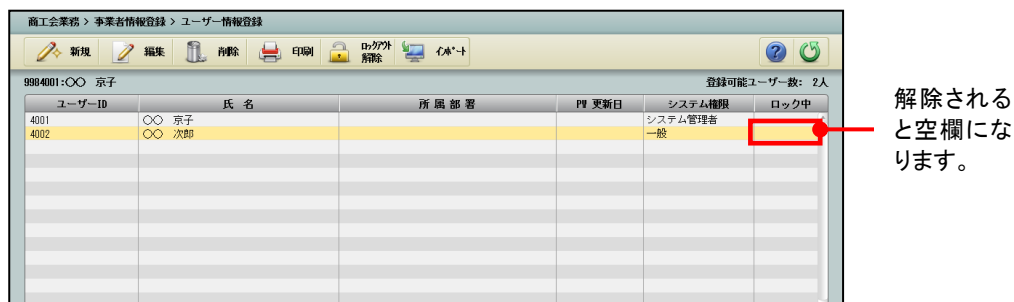 商工会業務 > 事業者情報登録 > ユーザー情報登録
新規 編集 削除 印刷 ロックアウト解除 インポート
9984001:〇〇 京子 登録可能ユーザー数: 2人
ユーザーID 氏 名 所 属 部 署 PW 更新日 システム権限 ロック中
4001 〇〇 京子 システム管理者
4002 〇〇 次郎 一般
解除される
と空欄にな
ります。